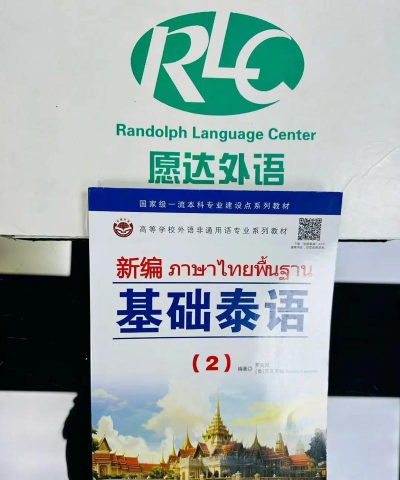 RLC
Randolph Language Center
愿达外语
国家级一流本科专业建设点系列教材
高等学校外语非通用语专业系列教材
新编 ภาษาไทยพื้นฐาน
基础泰语
(2)
编著